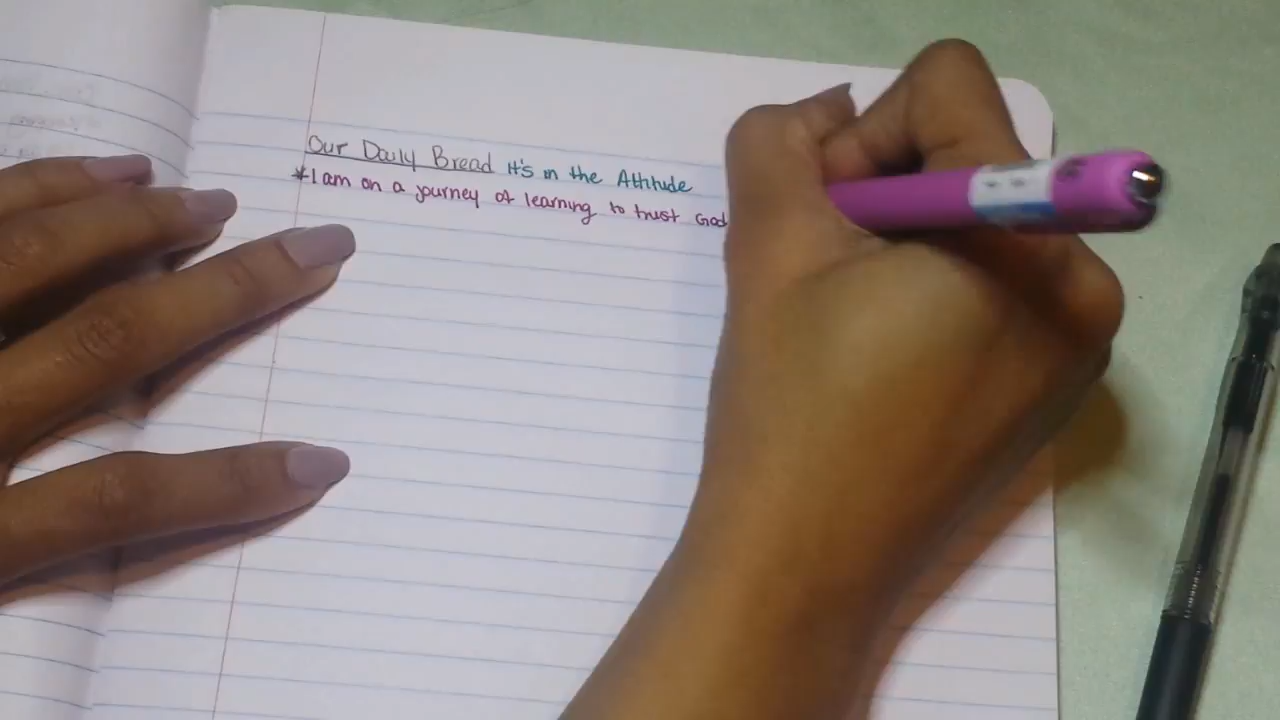 Our Daily Bread It's in the Attitude
*I am on a journey of learning to trust God